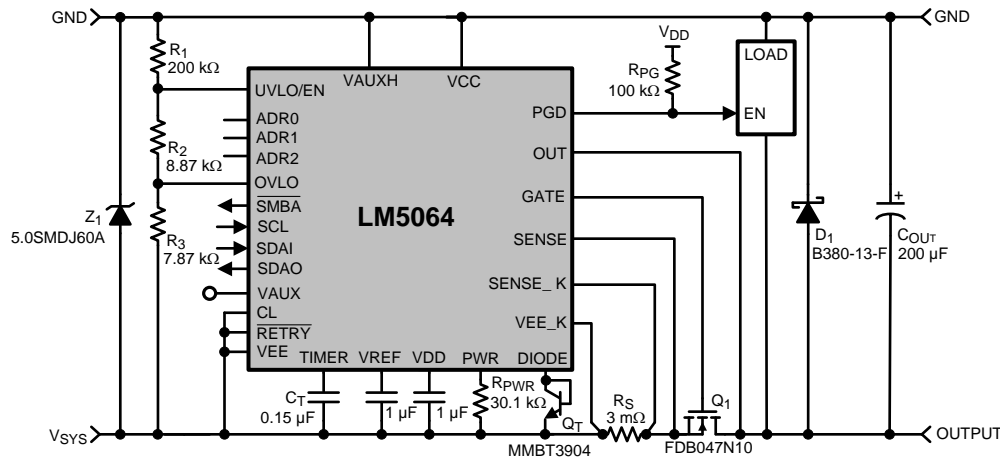 GND
GND
R1
200 kΩ
VAUXH
VCC
VDD
RPG
100 kΩ
LOAD
EN
UVLO/EN
PGD
ADR0
ADR1
ADR2
OUT
R2
8.87 kΩ
OVLO
GATE
LM5064
SMBA
SCL
SDAI
SDAO
SENSE
Z1
5.0SMDJ60A
R3
7.87 kΩ
D1
B380-13-F
+
COUT
200 µF
SENSE_ K
VAUX
CL
RETRY
VEE
VEE_K
TIMER
VREF
VDD
PWR
DIODE
CT
0.15 µF
1 µF
1 µF
RPWR
30.1 kΩ
QT
MMBT3904
RS
3 mΩ
Q1
FDB047N10
VSYS
OUTPUT